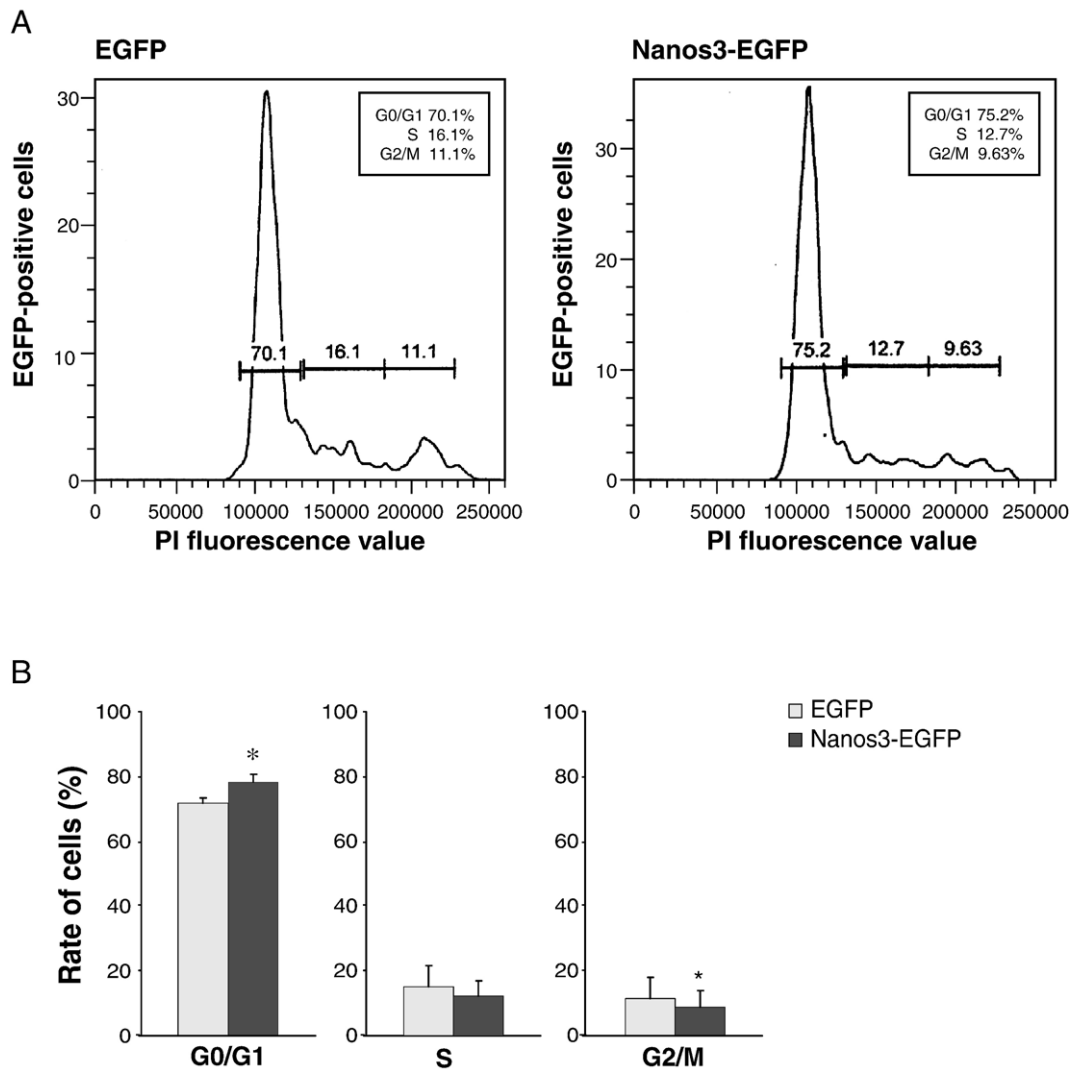 A
EGFP
Nanos3-EGFP
G0/G1 70.1%
S 16.1%
G2/M 11.1%
G0/G1 75.2%
S 12.7%
G2/M 9.63%
EGFP-positive cells
30
20
10
0
70.1
16.1
11.1
0 50000 100000 150000 200000 250000
PI fluorescence value
EGFP-positive cells
30
20
10
0
75.2
12.7
9.63
0 50000 100000 150000 200000 250000
PI fluorescence value
B
Rate of cells (%)
100
80
60
40
20
0
*
G0/G1
100
80
60
40
20
0
S
100
80
60
40
20
0
*
G2/M
EGFP
Nanos3-EGFP